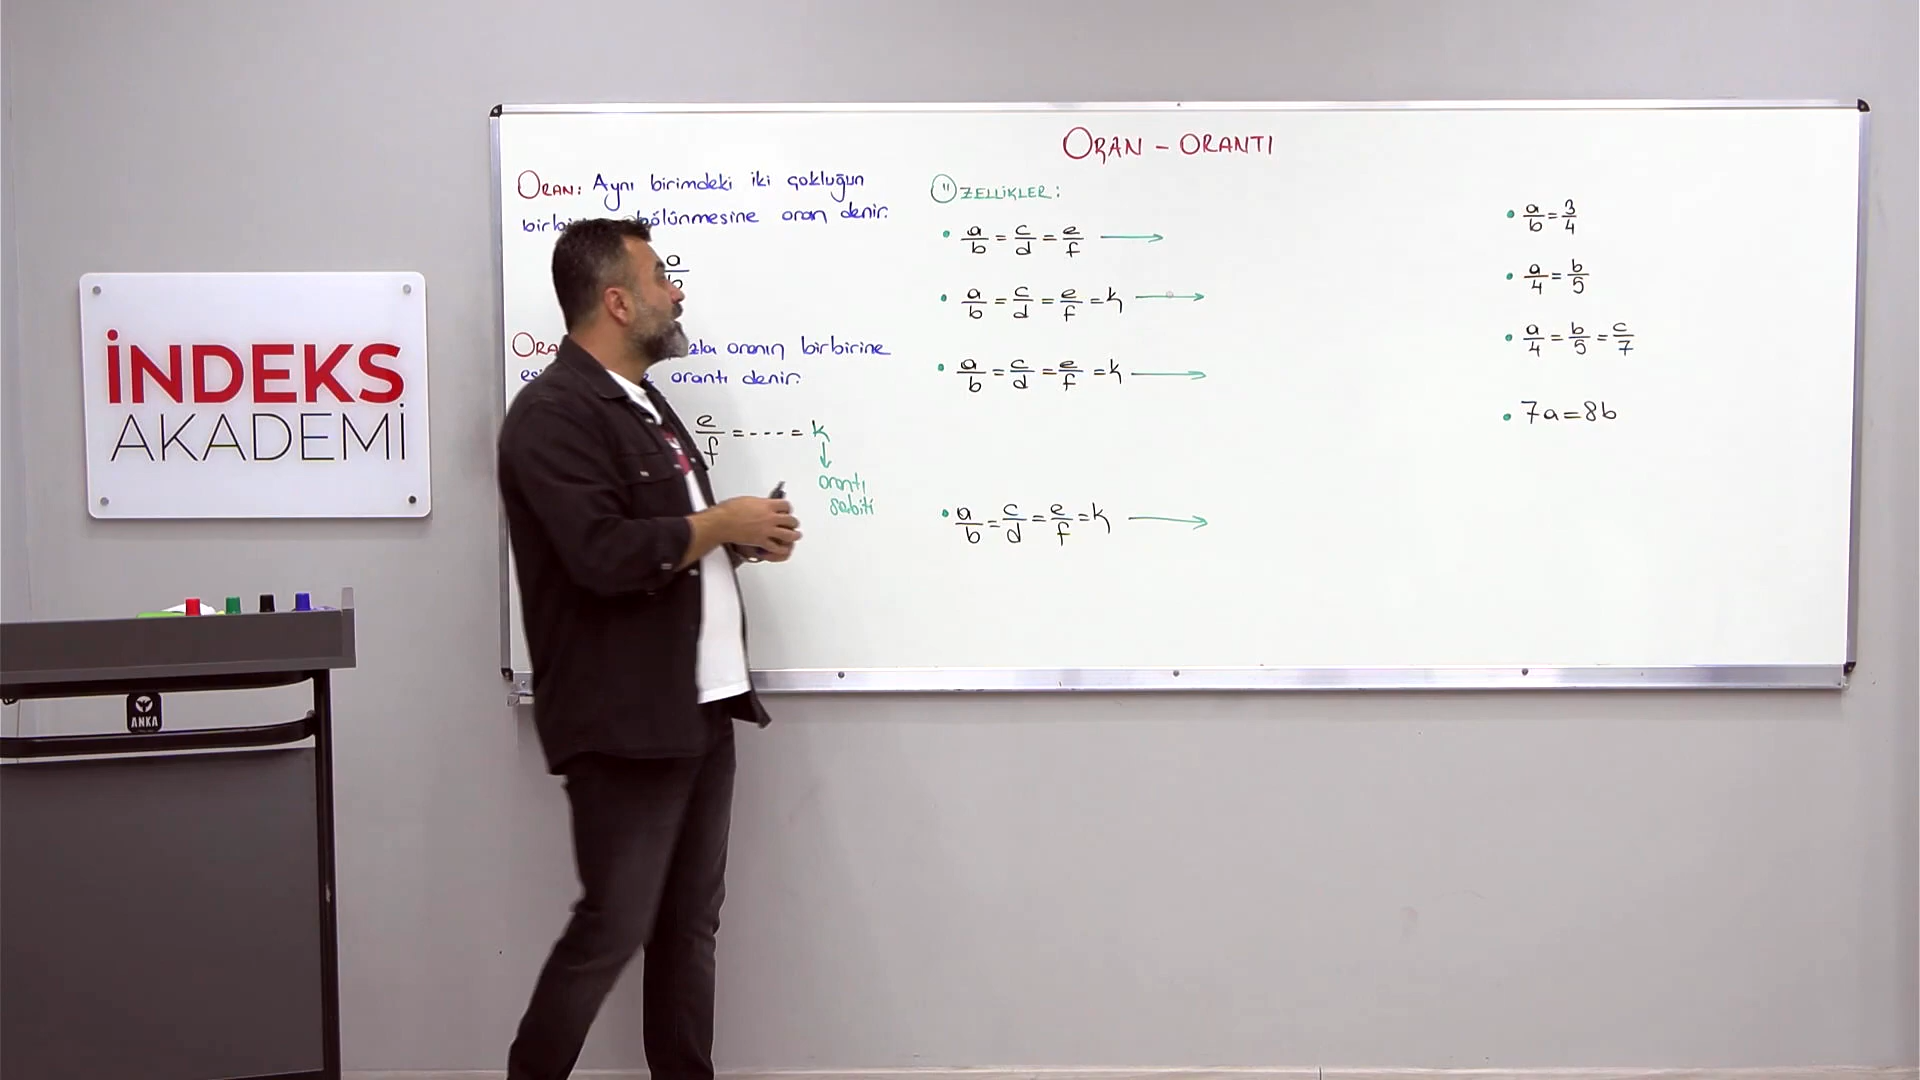 İNDEKS
AKADEMİ
ANKA
ORAN - ORANTI
ORAN: Aynı birimdeki iki çokluğun
bölünmesine oran denir.
a
oranın birbirine
orantı denir.
e/f = ---- = k
orantı
sabiti
ÖZELLİKLER:
• a/b = c/d = e/f →
• a/b = c/d = e/f = k →
• a/b = c/d = e/f = k →
• a/b = c/d = e/f = k →
• a/b = 3/4
• a/4 = b/5
• a/4 = b/5 = c/7
• 7a = 8b